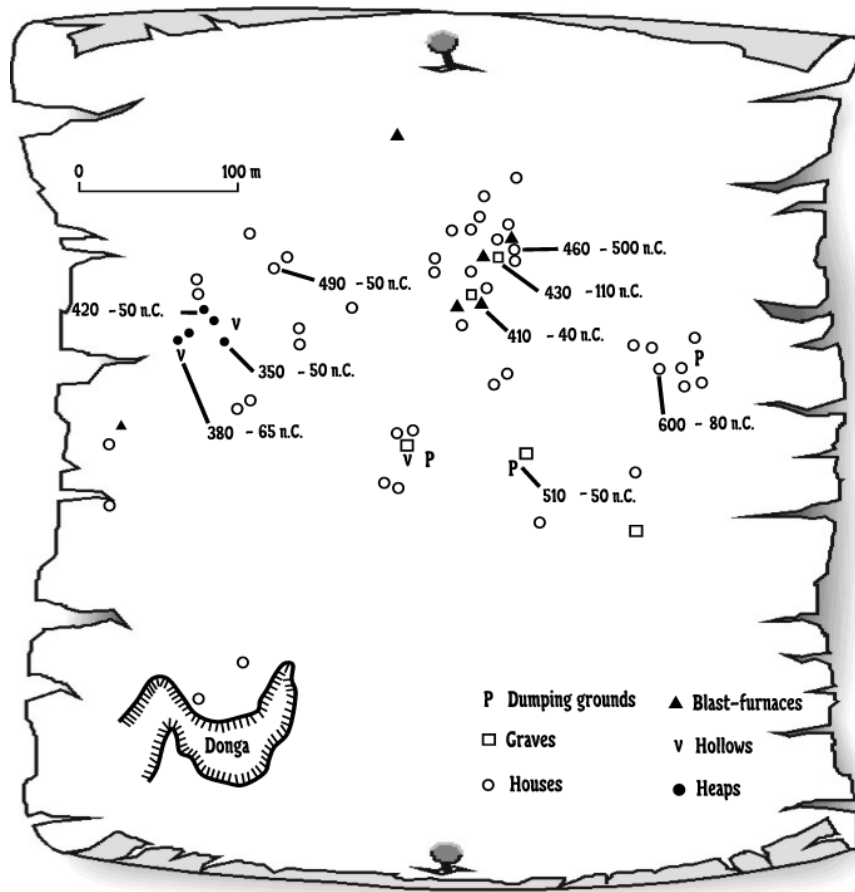 0 100 m
460 - 500 n.C.
490 - 50 n.C.
430 - 110 n.C.
420 - 50 n.C.
V
410 - 40 n.C.
V
P
350 - 50 n.C.
380 - 65 n.C.
600 - 80 n.C.
V P
P
510 - 50 n.C.
P Dumping grounds
▲ Blast-furnaces
□ Graves
V Hollows
○ Houses
● Heaps
Donga